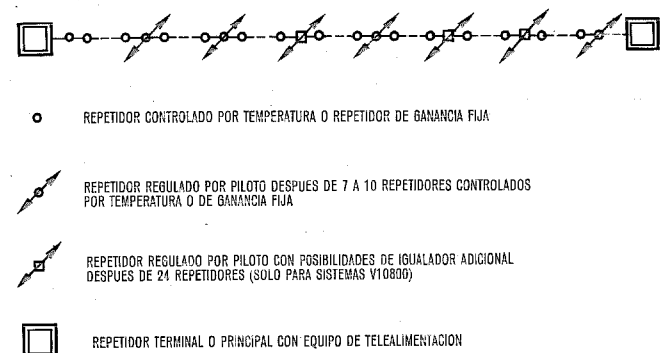 REPETIDOR CONTROLADO POR TEMPERATURA O REPETIDOR DE GANANCIA FIJA
REPETIDOR REGULADO POR PILOTO DESPUES DE 7 A 10 REPETIDORES CONTROLADOS
POR TEMPERATURA O DE GANANCIA FIJA
REPETIDOR REGULADO POR PILOTO CON POSIBILIDADES DE IGUALADOR ADICIONAL
DESPUES DE 24 REPETIDORES (SOLO PARA SISTEMAS V10800)
REPETIDOR TERMINAL O PRINCIPAL CON EQUIPO DE TELEALIMENTACION